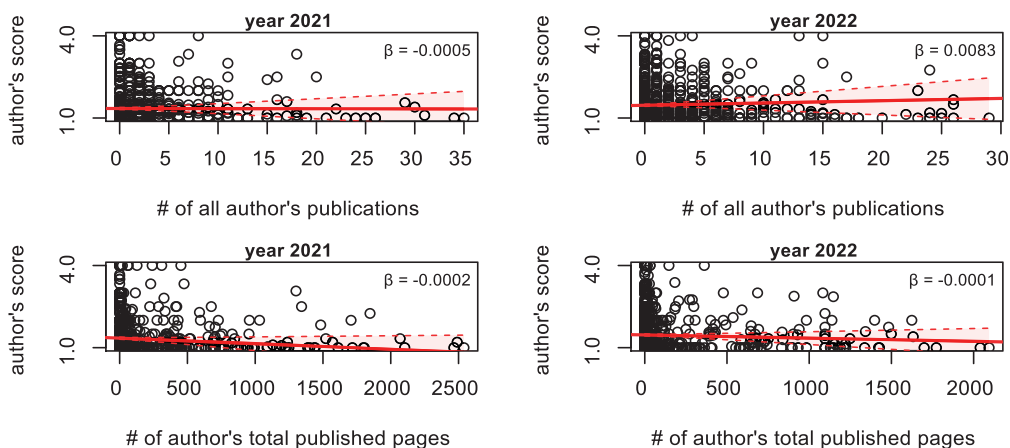 year 2021
author's score
4.0
1.0
β = -0.0005
0 5 10 15 20 25 30 35
# of all author's publications
year 2022
author's score
4.0
1.0
β = 0.0083
0 5 10 15 20 25 30
# of all author's publications
year 2021
author's score
4.0
1.0
β = -0.0002
0 500 1000 1500 2000 2500
# of author's total published pages
year 2022
author's score
4.0
1.0
β = -0.0001
0 500 1000 1500 2000
# of author's total published pages